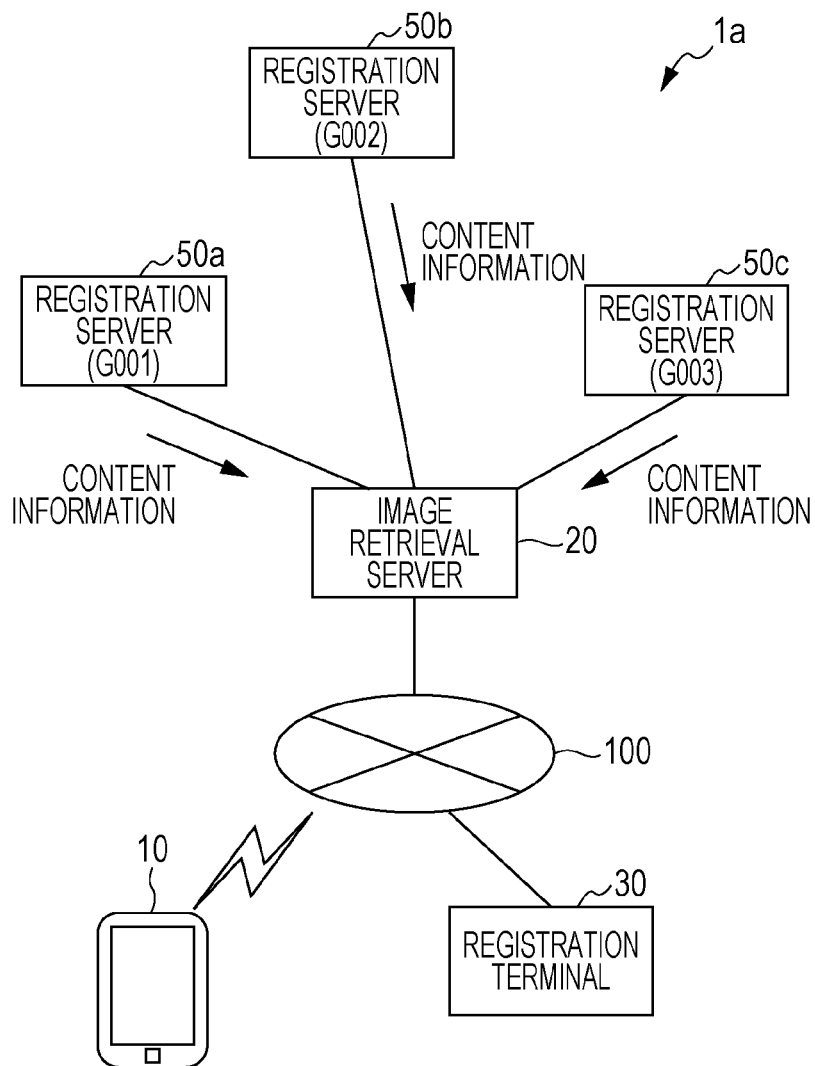 50b
1a
REGISTRATION
SERVER
(G002)
CONTENT
INFORMATION
50a
REGISTRATION
SERVER
(G001)
50c
REGISTRATION
SERVER
(G003)
CONTENT
INFORMATION
CONTENT
INFORMATION
IMAGE
RETRIEVAL
SERVER
20
100
10
30
REGISTRATION
TERMINAL